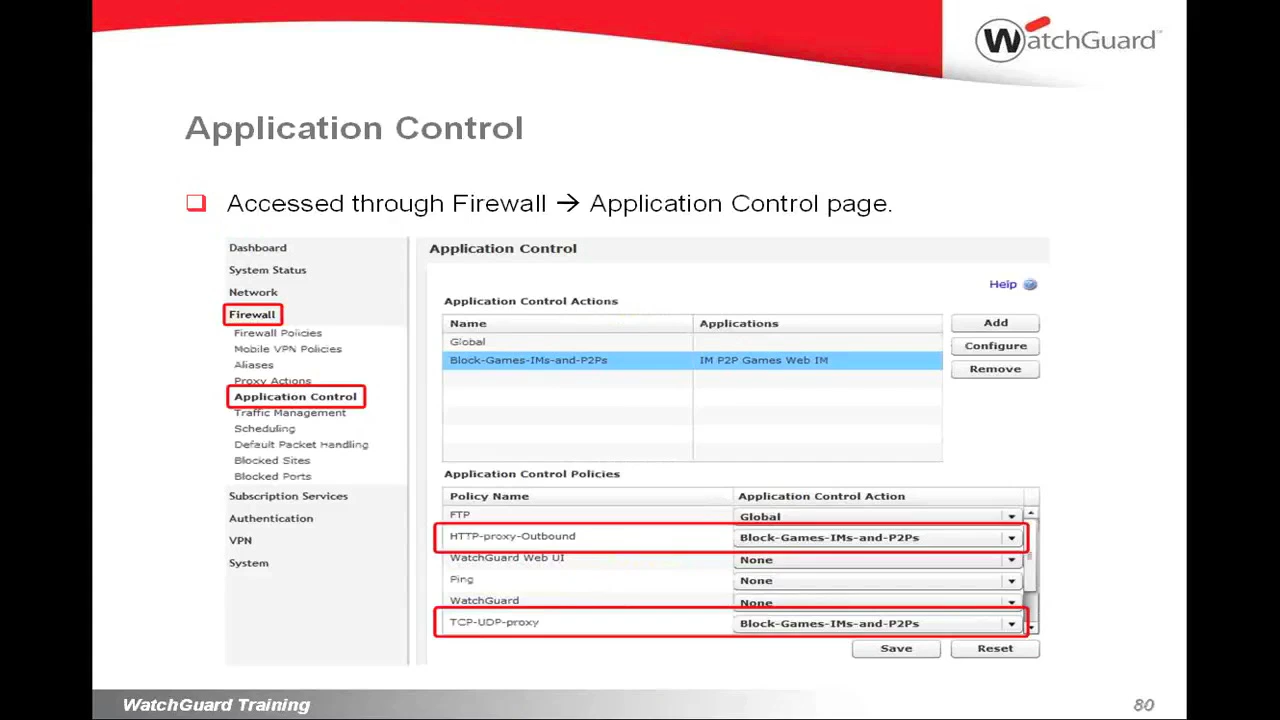 WatchGuard
Application Control
Accessed through Firewall → Application Control page.
Dashboard
System Status
Network
Firewall
Firewall Policies
Mobile VPN Policies
Aliases
Proxy Actions
Application Control
Traffic Management
Scheduling
Default Packet Handling
Blocked Sites
Blocked Ports
Subscription Services
Authentication
VPN
System
Application Control
Help
Application Control Actions
Name Applications
Global
Block-Games-IMs-and-P2Ps IM P2P Games Web IM
Add
Configure
Remove
Application Control Policies
Policy Name Application Control Action
FTP Global
HTTP-proxy-Outbound Block-Games-IMs-and-P2Ps
WatchGuard Web UI None
Ping None
WatchGuard None
TCP-UDP-proxy Block-Games-IMs-and-P2Ps
Save Reset
WatchGuard Training 80